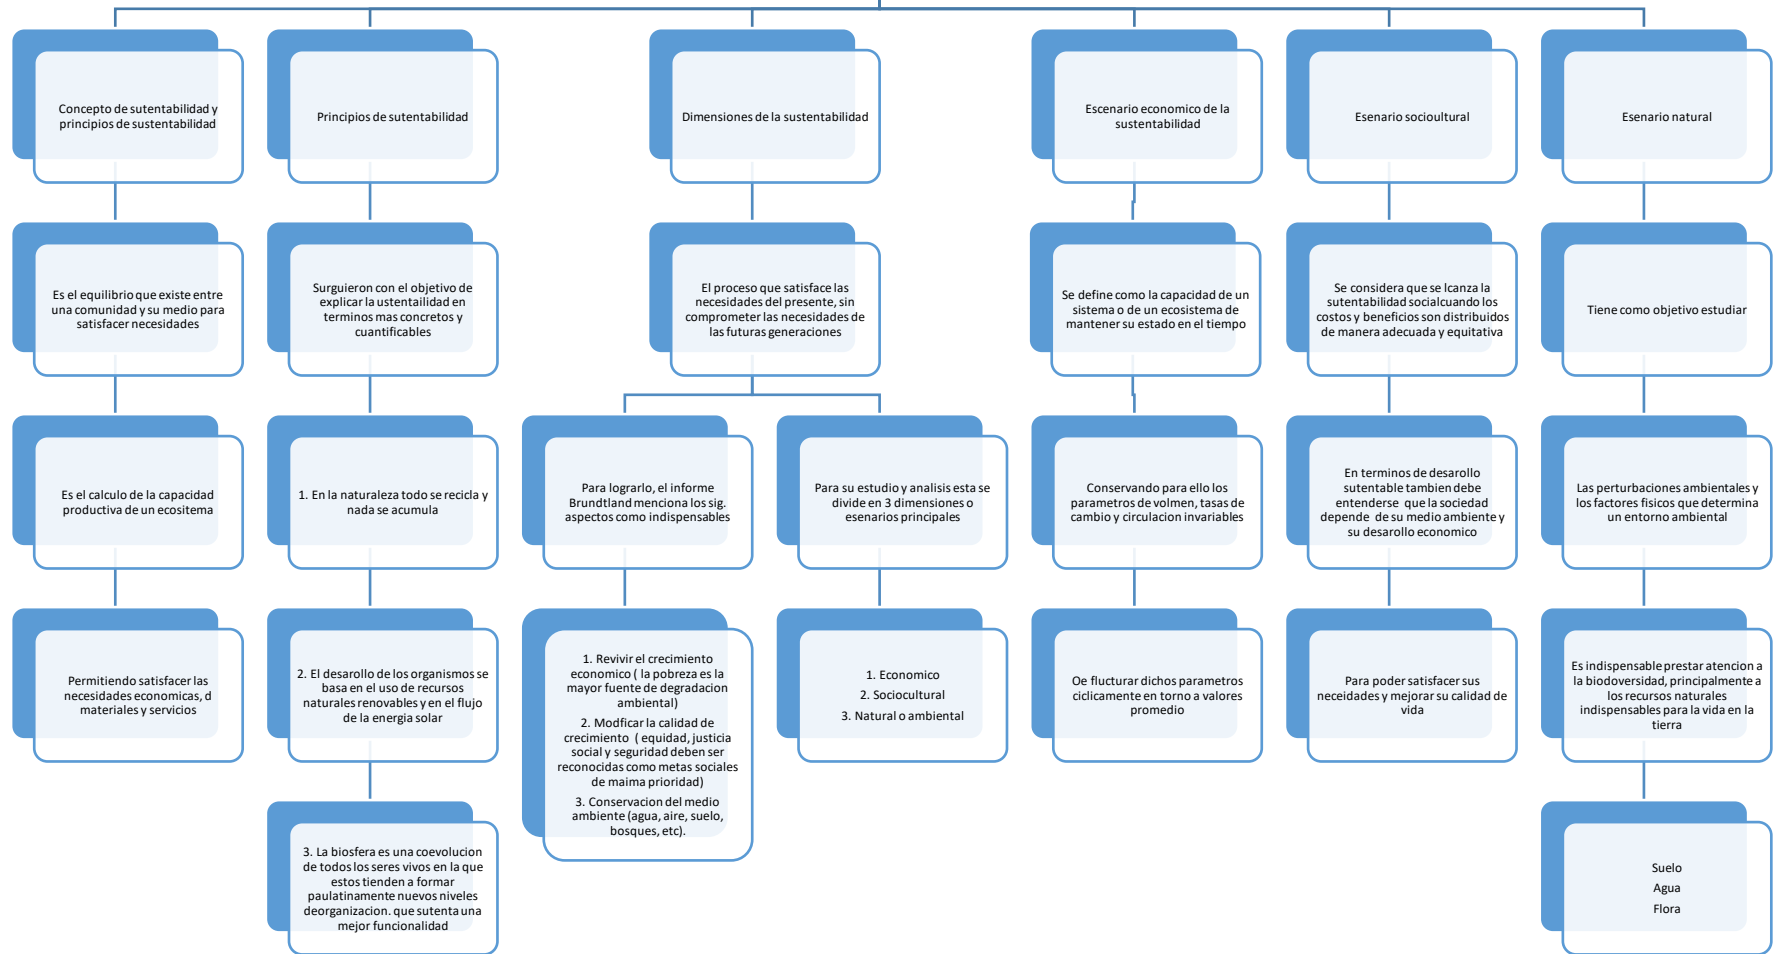 Concepto de sutentabilidad y
principios de sustentabilidad
Principios de sutentabilidad
Dimensiones de la sustentabilidad
Escenario economico de la
sustentabilidad
Esenario socioultural
Esenario natural
Es el equilibrio que existe entre
una comunidad y su medio para
satisfacer necesidades
Surguieron con el objetivo de
explicar la ustentailidad en
terminos mas concretos y
cuantificables
El proceso que satisface las
necesidades del presente, sin
comprometer las necesidades de
las futuras generaciones
Se define como la capacidad de un
sistema o de un ecosistema de
mantener su estado en el tiempo
Se considera que se lcanza la
sutentabilidad socialcuando los
costos y beneficios son distribuidos
de manera adecuada y equitativa
Tiene como objetivo estudiar
Es el calculo de la capacidad
productiva de un ecositema
1. En la naturaleza todo se recicla y
nada se acumula
Para lograrlo, el informe
Brundtland menciona los sig.
aspectos como indispensables
Para su estudio y analisis esta se
divide en 3 dimensiones o
esenarios principales
Conservando para ello los
parametros de volmen, tasas de
cambio y circulacion invariables
En terminos de desarollo
sutentable tambien debe
entenderse que la sociedad
depende de su medio ambiente y
su desarollo economico
Las perturbaciones ambientales y
los factores fisicos que determina
un entorno ambiental
Permitiendo satisfacer las
necesidades economicas, d
materiales y servicios
2. El desarollo de los organismos se
basa en el uso de recursos
naturales renovables y en el flujo
de la energia solar
1. Revivir el crecimiento
economico ( la pobreza es la
mayor fuente de degradacion
ambiental)
2. Modficar la calidad de
crecimiento ( equidad, justicia
social y seguridad deben ser
reconocidas como metas sociales
de maima prioridad)
3. Conservacion del medio
ambiente (agua, aire, suelo,
bosques, etc).
1. Economico
2. Sociocultural
3. Natural o ambiental
Oe flucturar dichos parametros
ciclicamente en torno a valores
promedio
Para poder satisfacer sus
neceidades y mejorar su calidad de
vida
Es indispensable prestar atencion a
la biodoversidad, principalmente a
los recursos naturales
indispensables para la vida en la
tierra
3. La biosfera es una coevolucion
de todos los seres vivos en la que
estos tienden a formar
paulatinamente nuevos niveles
deorganizacion. que sutenta una
mejor funcionalidad
Suelo
Agua
Flora